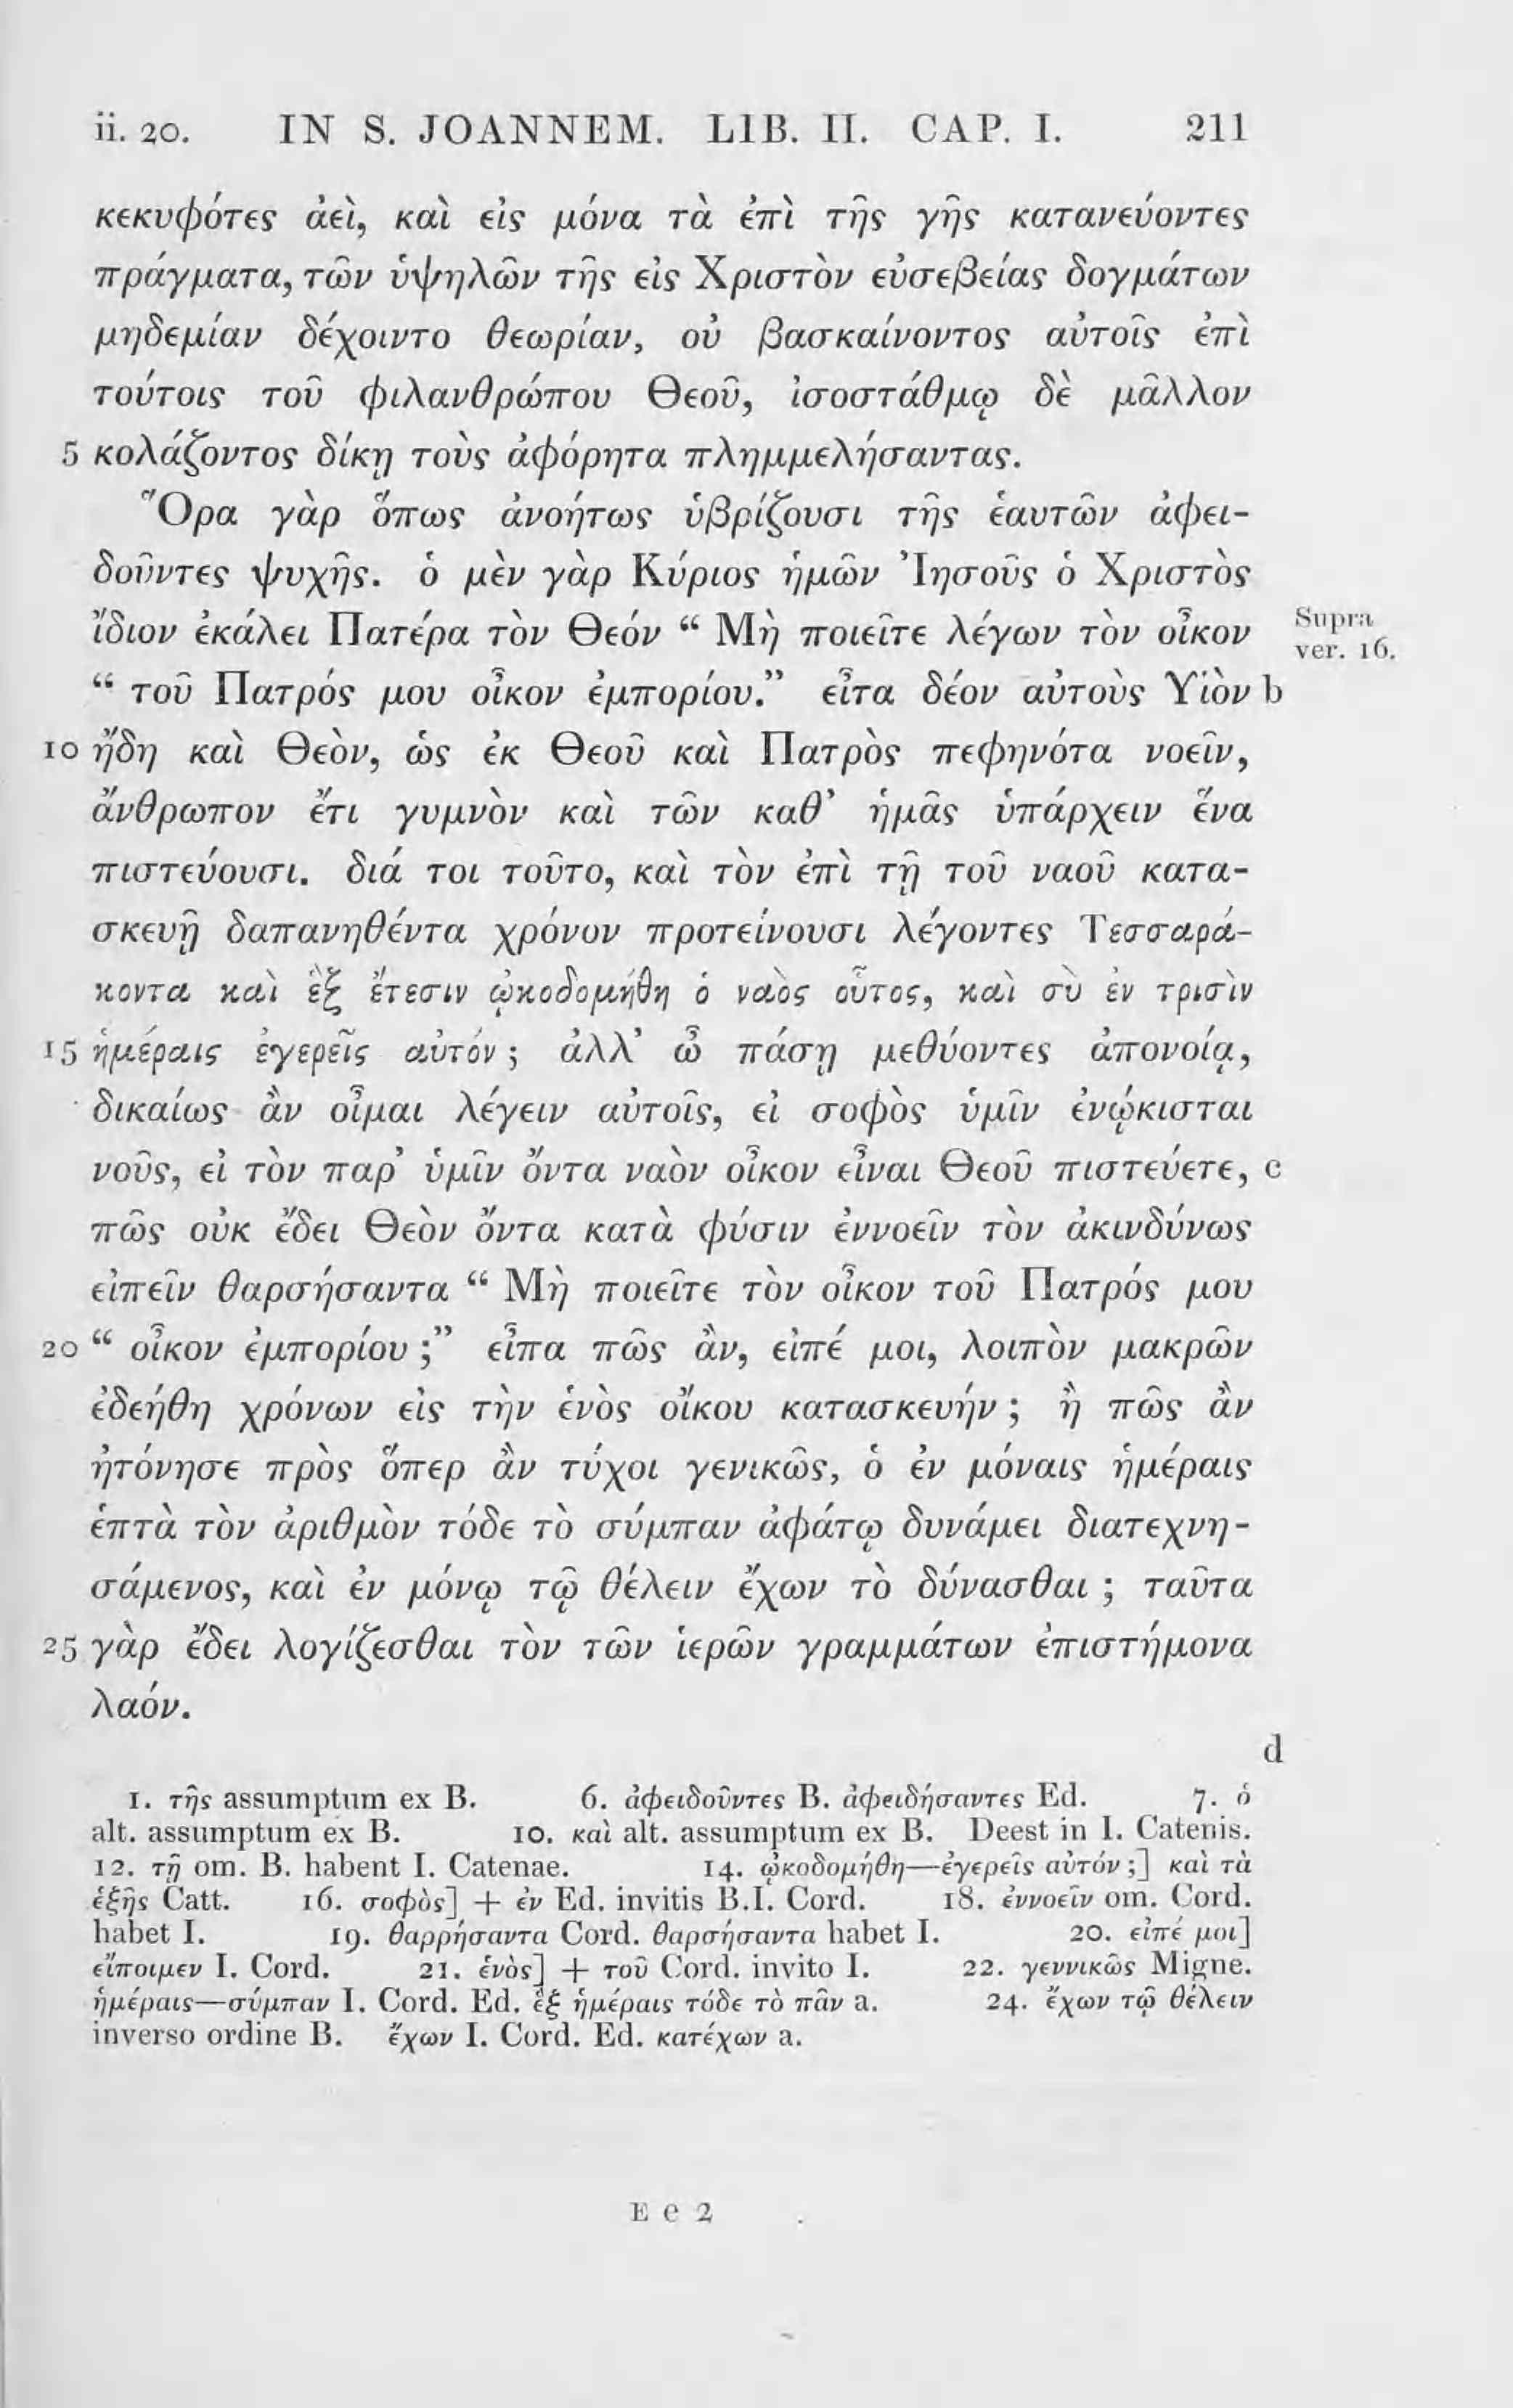 ii. 20. IN S. JOANNEM. LIB. II. CAP. I. 211
κεκυφότες ἀεὶ, καὶ εἰς μόνα τὰ ἐπὶ τῆς γῆς κατανεύοντες
πράγματα, τῶν ὑψηλῶν τῆς εἰς Χριστὸν εὐσεβείας δογμάτων
μηδεμίαν δέχοιντο θεωρίαν, οὐ βασκαίνοντος αὐτοῖς ἐπὶ
τούτοις τοῦ φιλανθρώπου Θεοῦ, ἰσοστάθμῳ δὲ μᾶλλον
5 κολάζοντος δίκῃ τοὺς ἀφόρητα πλημμελήσαντας.
Ὅρα γὰρ ὅπως ἀνοήτως ὑβρίζουσι τῆς ἑαυτῶν ἀφει-
δοῦντες ψυχῆς. ὁ μὲν γὰρ Κύριος ἡμῶν Ἰησοῦς ὁ Χριστὸς
ἴδιον ἐκάλει Πατέρα τὸν Θεόν “ Μὴ ποιεῖτε λέγων τὸν οἶκον Supra
“ τοῦ Πατρός μου οἶκον ἐμπορίου.” εἶτα δέον αὐτοὺς Υἱὸν b ver. 16.
10 ἤδη καὶ Θεὸν, ὡς ἐκ Θεοῦ καὶ Πατρὸς πεφηνότα νοεῖν,
ἄνθρωπον ἔτι γυμνὸν καὶ τῶν καθ’ ἡμᾶς ὑπάρχειν ἕνα
πιστεύουσι. διά τοι τοῦτο, καὶ τὸν ἐπὶ τῇ τοῦ ναοῦ κατα-
σκευῇ δαπανηθέντα χρόνον προτείνουσι λέγοντες Τεσσαρά-
κοντα καὶ ἓξ ἔτεσιν ᾠκοδομήθη ὁ ναὸς οὗτος, καὶ σὺ ἐν τρισὶν
15 ἡμέραις ἐγερεῖς αὐτόν ; ἀλλ’ ὦ πάσῃ μεθύοντες ἀπονοίᾳ,
δικαίως ἂν οἶμαι λέγειν αὐτοῖς, εἰ σοφὸς ὑμῖν ἐνῴκισται
νοῦς, εἰ τὸν παρ’ ὑμῖν ὄντα ναὸν οἶκον εἶναι Θεοῦ πιστεύετε, c
πῶς οὐκ ἔδει Θεὸν ὄντα κατὰ φύσιν ἐννοεῖν τὸν ἀκινδύνως
εἰπεῖν θαρσήσαντα “ Μὴ ποιεῖτε τὸν οἶκον τοῦ Πατρός μου
20 “ οἶκον ἐμπορίου ;” εἶπα πῶς ἂν, εἰπέ μοι, λοιπὸν μακρῶν
ἐδεήθη χρόνων εἰς τὴν ἑνὸς οἴκου κατασκευήν ; ἢ πῶς ἂν
ἠτόνησε πρὸς ὅπερ ἂν τύχοι γενικῶς, ὁ ἐν μόναις ἡμέραις
ἑπτὰ τὸν ἀριθμὸν τόδε τὸ σύμπαν ἀφάτῳ δυνάμει διατεχνη-
σάμενος, καὶ ἐν μόνῳ τῷ θέλειν ἔχων τὸ δύνασθαι ; ταῦτα
25 γὰρ ἔδει λογίζεσθαι τὸν τῶν ἱερῶν γραμμάτων ἐπιστήμονα
λαόν.
d
1. τῆς assumptum ex B. 6. ἀφειδοῦντες B. ἀφειδήσαντες Ed. 7. ὁ
alt. assumptum ex B. 10. καὶ alt. assumptum ex B. Deest in I. Catenis.
12. τῇ om. B. habent I. Catenae. 14. ᾠκοδομήθη—ἐγερεῖς αὐτόν ;] καὶ τὰ
ἑξῆς Catt. 16. σοφὸς] + ἐν Ed. invitis B.I. Cord. 18. ἐννοεῖν om. Cord.
habet I. 19. θαρρήσαντα Cord. θαρσήσαντα habet I. 20. εἰπέ μοι]
εἴποιμεν I. Cord. 21. ἑνὸς] + τοῦ Cord. invito I. 22. γεννικῶς Migne.
ἡμέραις—σύμπαν I. Cord. Ed. ἓξ ἡμέραις τόδε τὸ πᾶν a. 24. ἔχων τῷ θέλειν
inverso ordine B. ἔχων I. Cord. Ed. κατέχων a.
E e 2